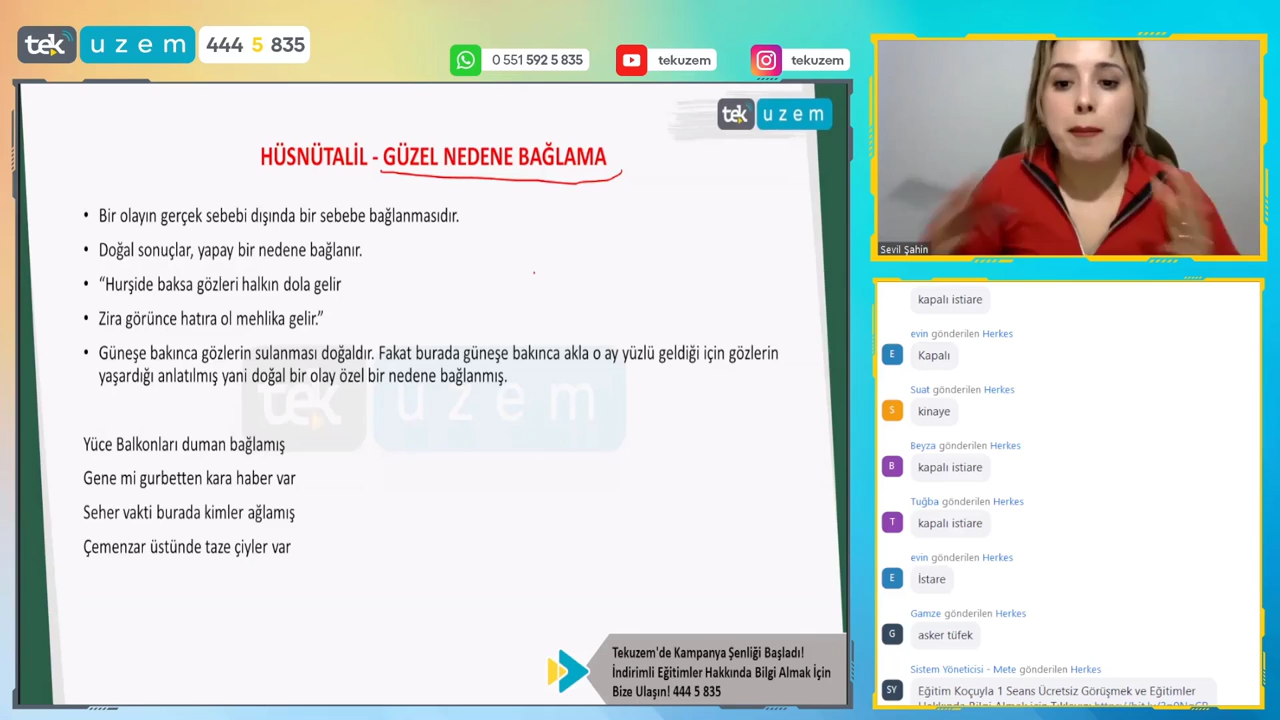 tek uzem 444 5 835
0 551 592 5 835
tekuzem
tekuzem
tek uzem
HÜSNÜTALİL - GÜZEL NEDENE BAĞLAMA
• Bir olayın gerçek sebebi dışında bir sebebe bağlanmasıdır.
• Doğal sonuçlar, yapay bir nedene bağlanır.
• “Hurşide baksa gözleri halkın dola gelir
• Zira görünce hatıra ol mehlika gelir.”
• Güneşe bakınca gözlerin sulanması doğaldır. Fakat burada güneşe bakınca akla o ay yüzlü geldiği için gözlerin
yaşardığı anlatılmış yani doğal bir olay özel bir nedene bağlanmış.
tek uzem
Yüce Balkonları duman bağlamış
Gene mi gurbetten kara haber var
Seher vakti burada kimler ağlamış
Çemenzar üstünde taze çiyler var
Tekuzem'de Kampanya Şenliği Başladı!
İndirimli Eğitimler Hakkında Bilgi Almak İçin
Bize Ulaşın! 444 5 835
Sevil Şahin
kapalı istiare
evin gönderilen Herkes
E Kapalı
Suat gönderilen Herkes
S kinaye
Beyza gönderilen Herkes
B kapalı istiare
Tuğba gönderilen Herkes
T kapalı istiare
evin gönderilen Herkes
E İstare
Gamze gönderilen Herkes
G asker tüfek
Sistem Yöneticisi - Mete gönderilen Herkes
SY Eğitim Koçuyla 1 Seans Ücretsiz Görüşmek ve Eğitimler
Hakkında Bilgi Almak için Tıklayın: